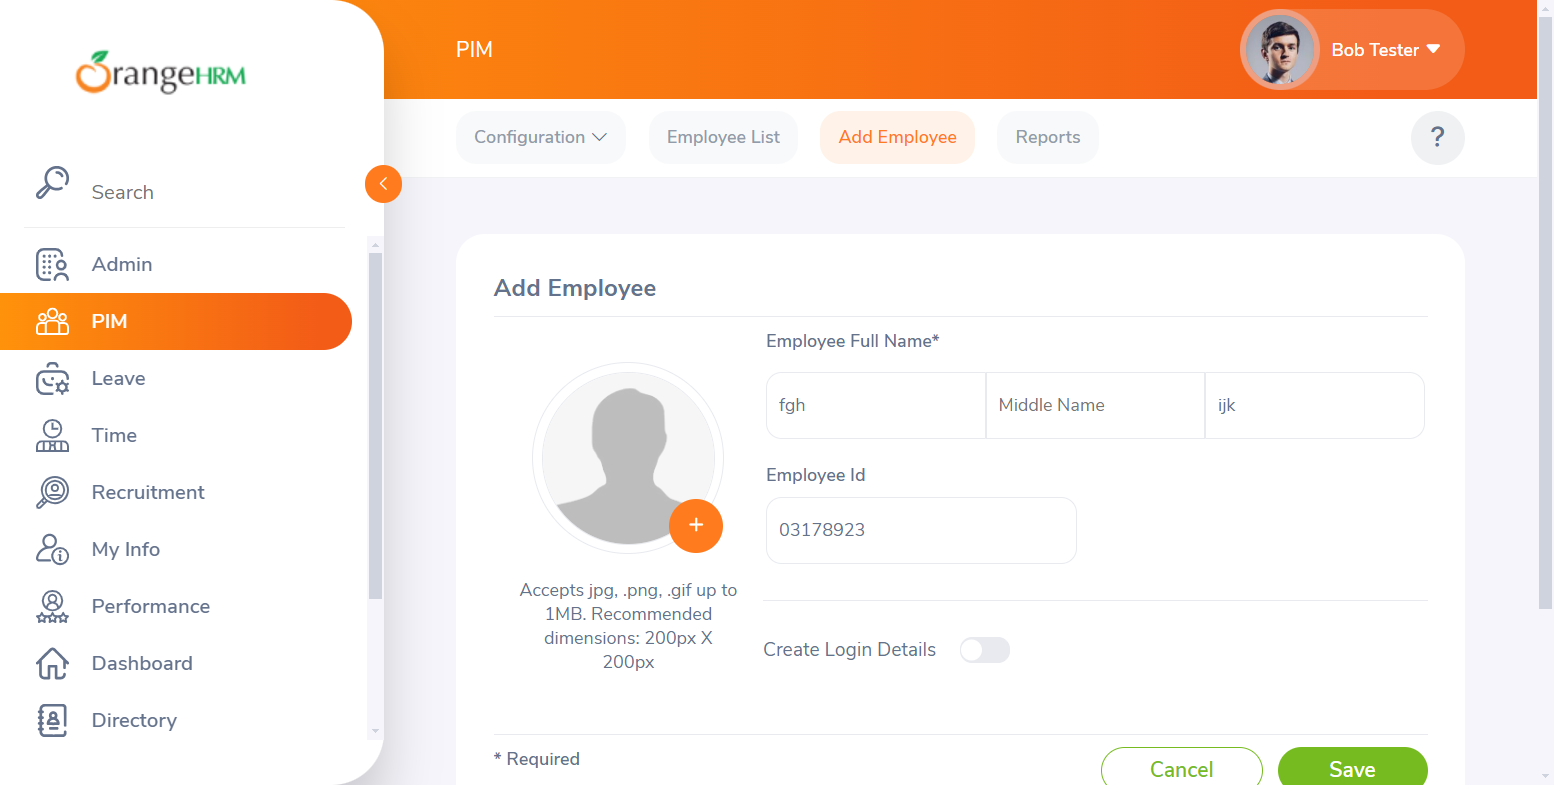 OrangeHRM
PIM
Bob Tester
Configuration
Employee List
Add Employee
Reports
?
Search
Admin
PIM
Leave
Time
Recruitment
My Info
Performance
Dashboard
Directory
Add Employee
Employee Full Name*
fgh
Middle Name
ijk
Employee Id
03178923
Accepts jpg, .png, .gif up to
1MB. Recommended
dimensions: 200px X
200px
Create Login Details
* Required
Cancel
Save